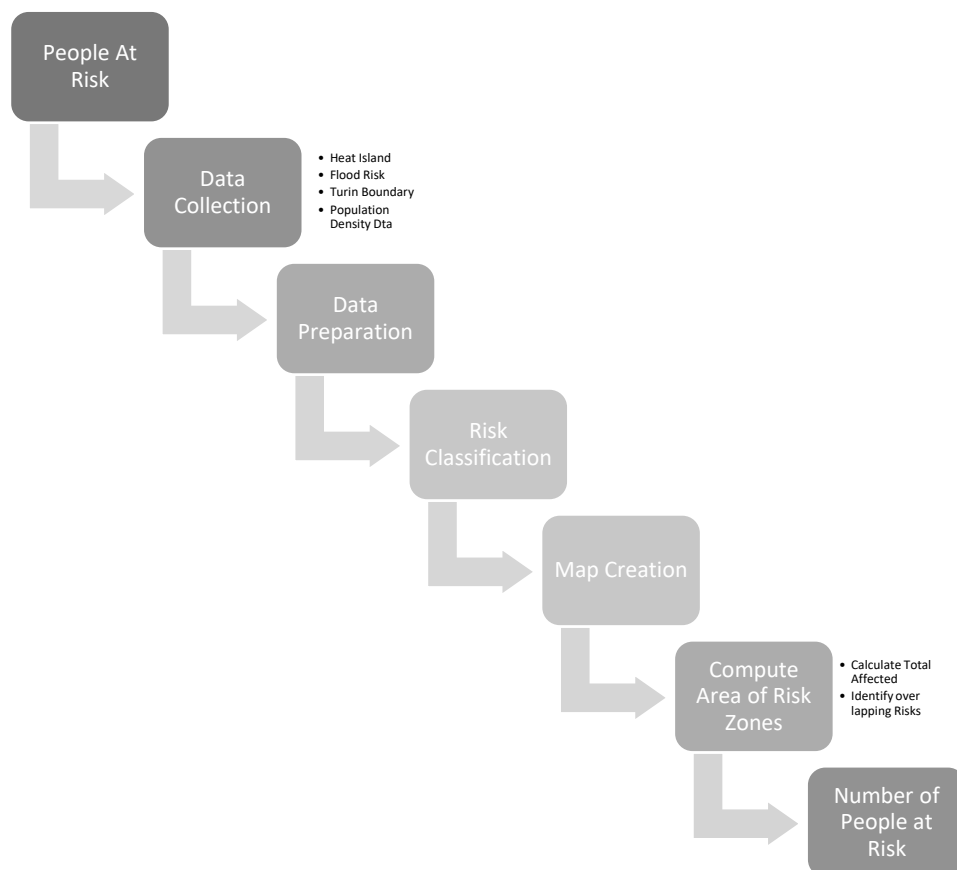 People At
Risk
Data
Collection
• Heat Island
• Flood Risk
• Turin Boundary
• Population
Density Dta
Data
Preparation
Risk
Classification
Map Creation
Compute
Area of Risk
Zones
• Calculate Total
Affected
• Identify over
lapping Risks
Number of
People at
Risk